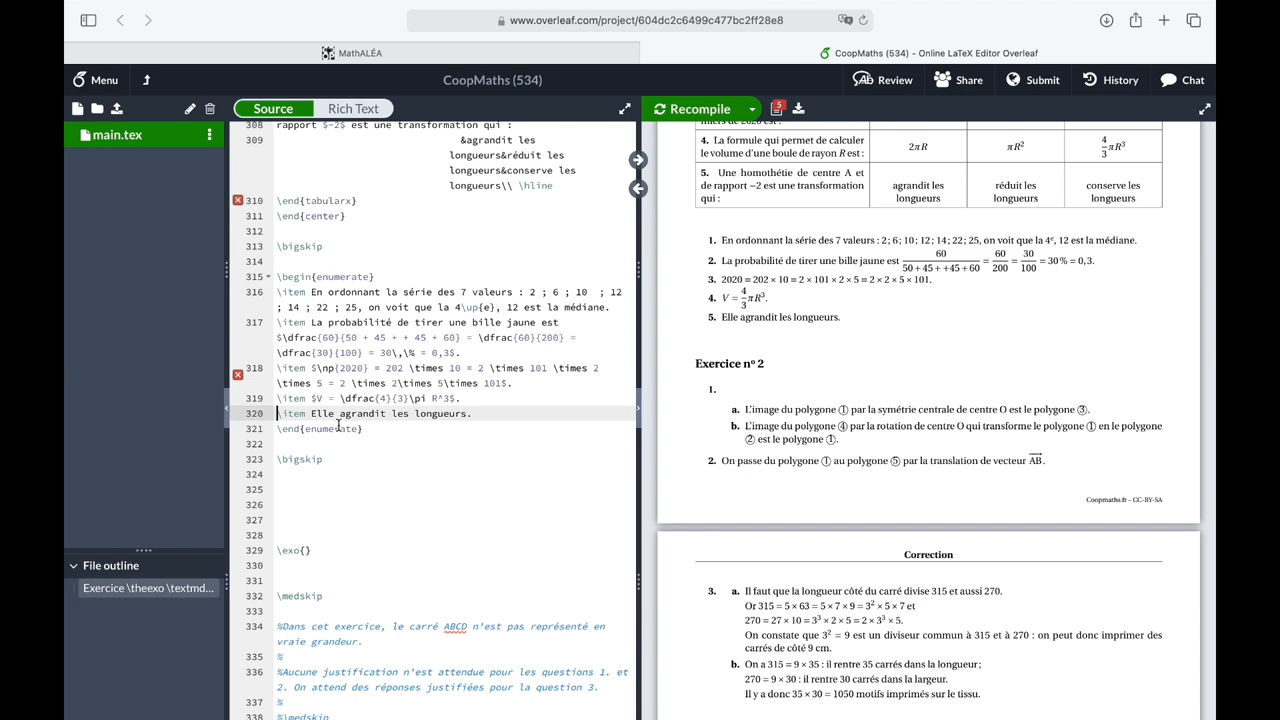 www.overleaf.com/project/604dc2c6499c477bc2ff28e8
MathALÉA
CoopMaths (534) - Online LaTeX Editor Overleaf
Menu
CoopMaths (534)
Review
Share
Submit
History
Chat
Source
Rich Text
Recompile
5
main.tex
308 rapport $-2$ est une transformation qui :
309 &agrandit les
longueurs&réduit les
longueurs&conserve les
longueurs\\ \hline
310 \end{tabularx}
311 \end{center}
312
313 \bigskip
314
315 \begin{enumerate}
316 \item En ordonnant la série des 7 valeurs : 2 ; 6 ; 10  ; 12
; 14 ; 22 ; 25, on voit que la 4\up{e}, 12 est la médiane.
317 \item La probabilité de tirer une bille jaune est
$\dfrac{60}{50 + 45 + + 45 + 60} = \dfrac{60}{200} =
\dfrac{30}{100} = 30\,\% = 0,3$.
318 \item $\np{2020} = 202 \times 10 = 2 \times 101 \times 2
\times 5 = 2 \times 2\times 5\times 101$.
319 \item $V = \dfrac{4}{3}\pi R^3$.
320 \item Elle agrandit les longueurs.
321 \end{enumerate}
322
323 \bigskip
324
325
326
327
328
329 \exo{}
330
331
332 \medskip
333
334 %Dans cet exercice, le carré ABCD n'est pas représenté en
vraie grandeur.
335 %
336 %Aucune justification n'est attendue pour les questions 1. et
2. On attend des réponses justifiées pour la question 3.
337 %
338 %\medskip
File outline
Exercice \theexo \textmd...
4. La formule qui permet de calculer le volume d'une boule de rayon R est : 2πR πR² 4/3 πR³
5. Une homothétie de centre A et de rapport −2 est une transformation qui : agrandit les longueurs réduit les longueurs conserve les longueurs
1. En ordonnant la série des 7 valeurs : 2 ; 6 ; 10 ; 12 ; 14 ; 22 ; 25, on voit que la 4ᵉ, 12 est la médiane.
2. La probabilité de tirer une bille jaune est 60/(50 + 45 + +45 + 60) = 60/200 = 30/100 = 30 % = 0,3.
3. 2020 = 202 × 10 = 2 × 101 × 2 × 5 = 2 × 2 × 5 × 101.
4. V = 4/3 πR³.
5. Elle agrandit les longueurs.
Exercice nº 2
1.
a. L'image du polygone ① par la symétrie centrale de centre O est le polygone ③.
b. L'image du polygone ④ par la rotation de centre O qui transforme le polygone ① en le polygone
② est le polygone ①.
2. On passe du polygone ① au polygone ⑤ par la translation de vecteur AB⃗.
Coopmaths.fr – CC-BY-SA
Correction
3. a. Il faut que la longueur côté du carré divise 315 et aussi 270.
Or 315 = 5 × 63 = 5 × 7 × 9 = 3² × 5 × 7 et
270 = 27 × 10 = 3³ × 2 × 5 = 2 × 3³ × 5.
On constate que 3² = 9 est un diviseur commun à 315 et à 270 : on peut donc imprimer des
carrés de côté 9 cm.
b. On a 315 = 9 × 35 : il rentre 35 carrés dans la longueur ;
270 = 9 × 30 : il rentre 30 carrés dans la largeur.
Il y a donc 35 × 30 = 1050 motifs imprimés sur le tissu.